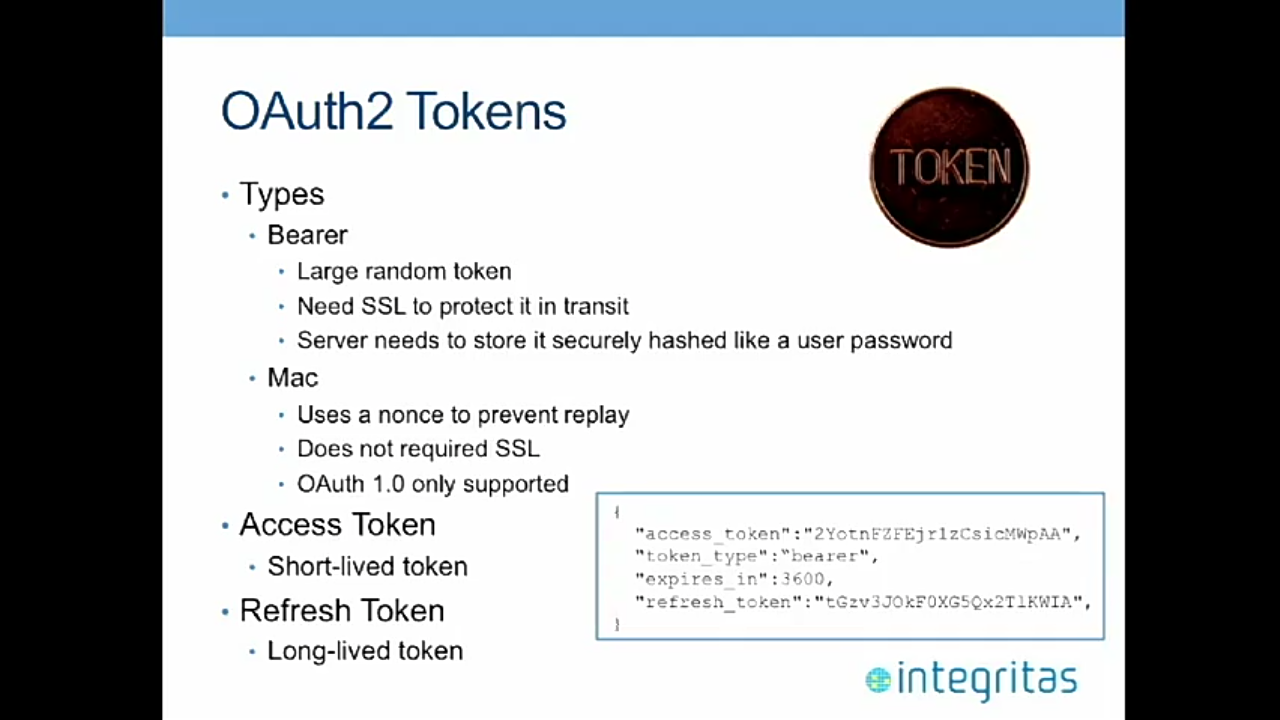 OAuth2 Tokens
TOKEN
• Types
• Bearer
• Large random token
• Need SSL to protect it in transit
• Server needs to store it securely hashed like a user password
• Mac
• Uses a nonce to prevent replay
• Does not required SSL
• OAuth 1.0 only supported
• Access Token
• Short-lived token
• Refresh Token
• Long-lived token
{
"access_token":"2YotnFZFEjr1zCsicMWpAA",
"token_type":"bearer",
"expires_in":3600,
"refresh_token":"tGzv3JOkF0XG5Qx2TlKWIA",
}
integritas